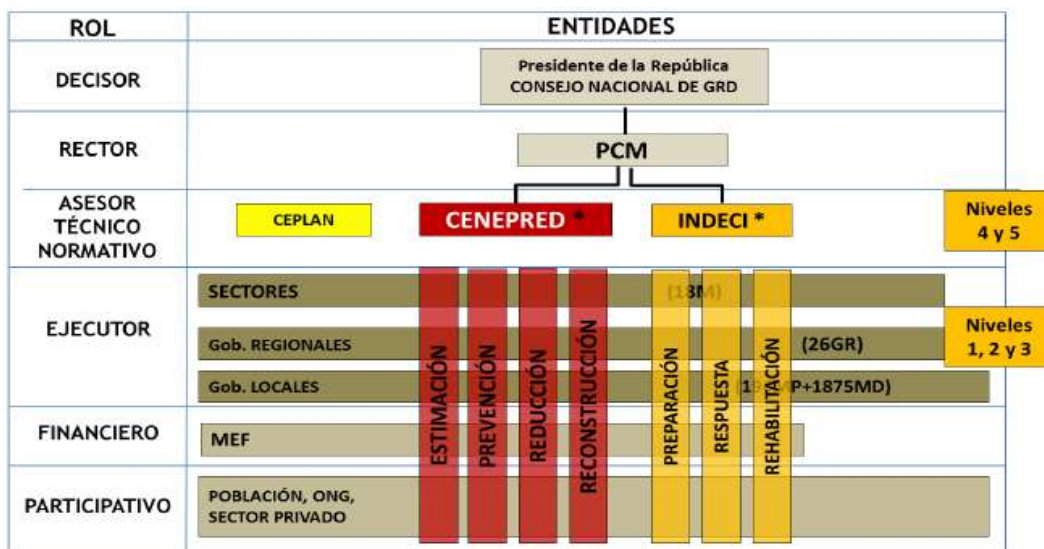 ROL
ENTIDADES
DECISOR
Presidente de la República
CONSEJO NACIONAL DE GRD
RECTOR
PCM
ASESOR
TÉCNICO
NORMATIVO
CEPLAN
CENEPRED *
INDECI *
Niveles
4 y 5
EJECUTOR
SECTORES
(18M)
Gob. REGIONALES
(26GR)
Niveles
1, 2 y 3
Gob. LOCALES
+1875MD)
FINANCIERO
MEF
PARTICIPATIVO
POBLACIÓN, ONG,
SECTOR PRIVADO
ESTIMACIÓN
PREVENCIÓN
REDUCCIÓN
RECONSTRUCCIÓN
PREPARACIÓN
RESPUESTA
REHABILITACIÓN